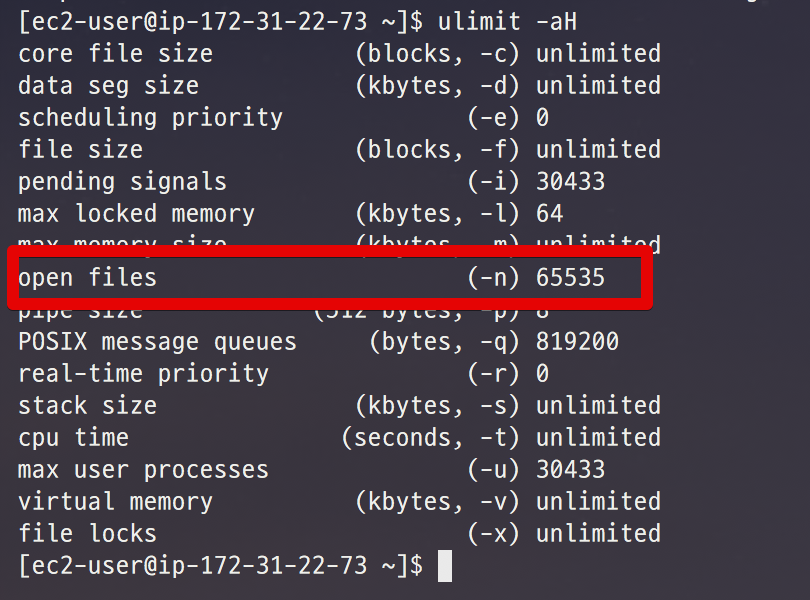 [ec2-user@ip-172-31-22-73 ~]$ ulimit -aH
core file size (blocks, -c) unlimited
data seg size (kbytes, -d) unlimited
scheduling priority (-e) 0
file size (blocks, -f) unlimited
pending signals (-i) 30433
max locked memory (kbytes, -l) 64
max memory size (kbytes, -m) unlimited
open files (-n) 65535
pipe size (512 bytes, -p) 8
POSIX message queues (bytes, -q) 819200
real-time priority (-r) 0
stack size (kbytes, -s) unlimited
cpu time (seconds, -t) unlimited
max user processes (-u) 30433
virtual memory (kbytes, -v) unlimited
file locks (-x) unlimited
[ec2-user@ip-172-31-22-73 ~]$